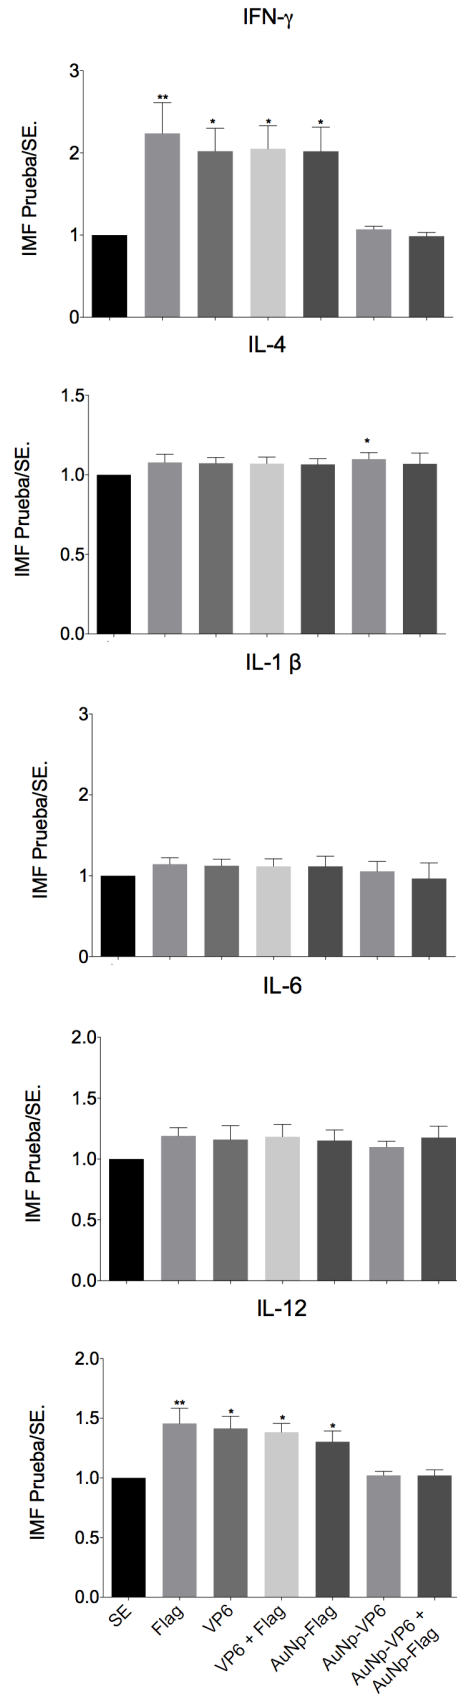 IFN-γ
IMF Prueba/SE.
3
**
*
*
*
2
1
0
IL-4
IMF Prueba/SE.
1.5
*
1.0
0.5
0.0
IL-1 β
IMF Prueba/SE.
3
2
1
0
IL-6
IMF Prueba/SE.
2.0
1.5
1.0
0.5
0.0
IL-12
IMF Prueba/SE.
2.0
**
*
*
*
1.5
1.0
0.5
0.0
SE
Flag
VP6
VP6 + Flag
AuNp-Flag
AuNp-VP6
AuNp-VP6 +
AuNp-Flag